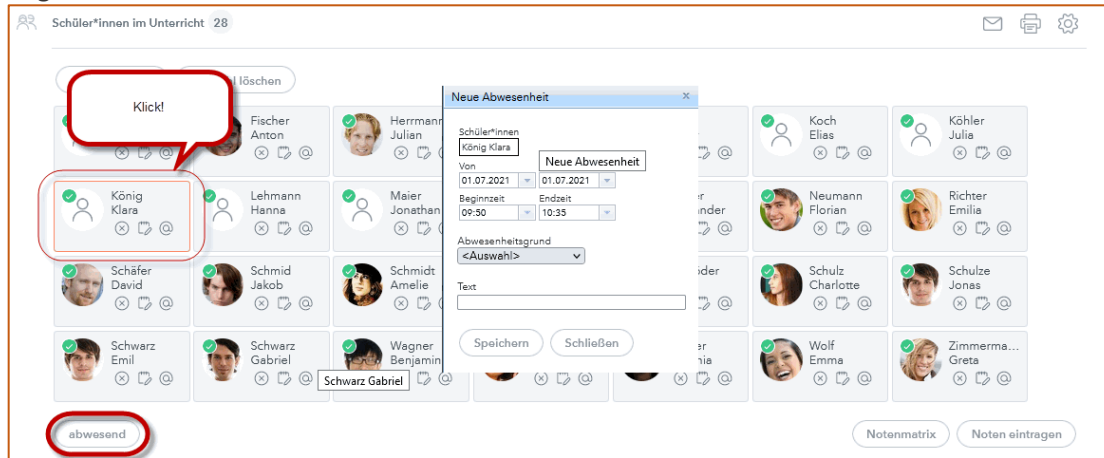 Schüler*innen im Unterricht 28
löschen
Klick!
Fischer
Anton
Herrmann
Julian
Koch
Elias
Köhler
Julia
König
Klara
Lehmann
Hanna
Maier
Jonathan
Neumann
Florian
Richter
Emilia
Schäfer
David
Schmid
Jakob
Schmidt
Amelie
Schulz
Charlotte
Schulze
Jonas
Schwarz
Emil
Schwarz
Gabriel
Schwarz Gabriel
Wagner
Benjamin
Wolf
Emma
Zimmerma...
Greta
Neue Abwesenheit x
Schüler*innen
König Klara
Neue Abwesenheit
Von
01.07.2021 01.07.2021
Beginnzeit Endzeit
09:50 10:35
Abwesenheitsgrund
<Auswahl>
Text
Speichern Schließen
abwesend Notenmatrix Noten eintragen